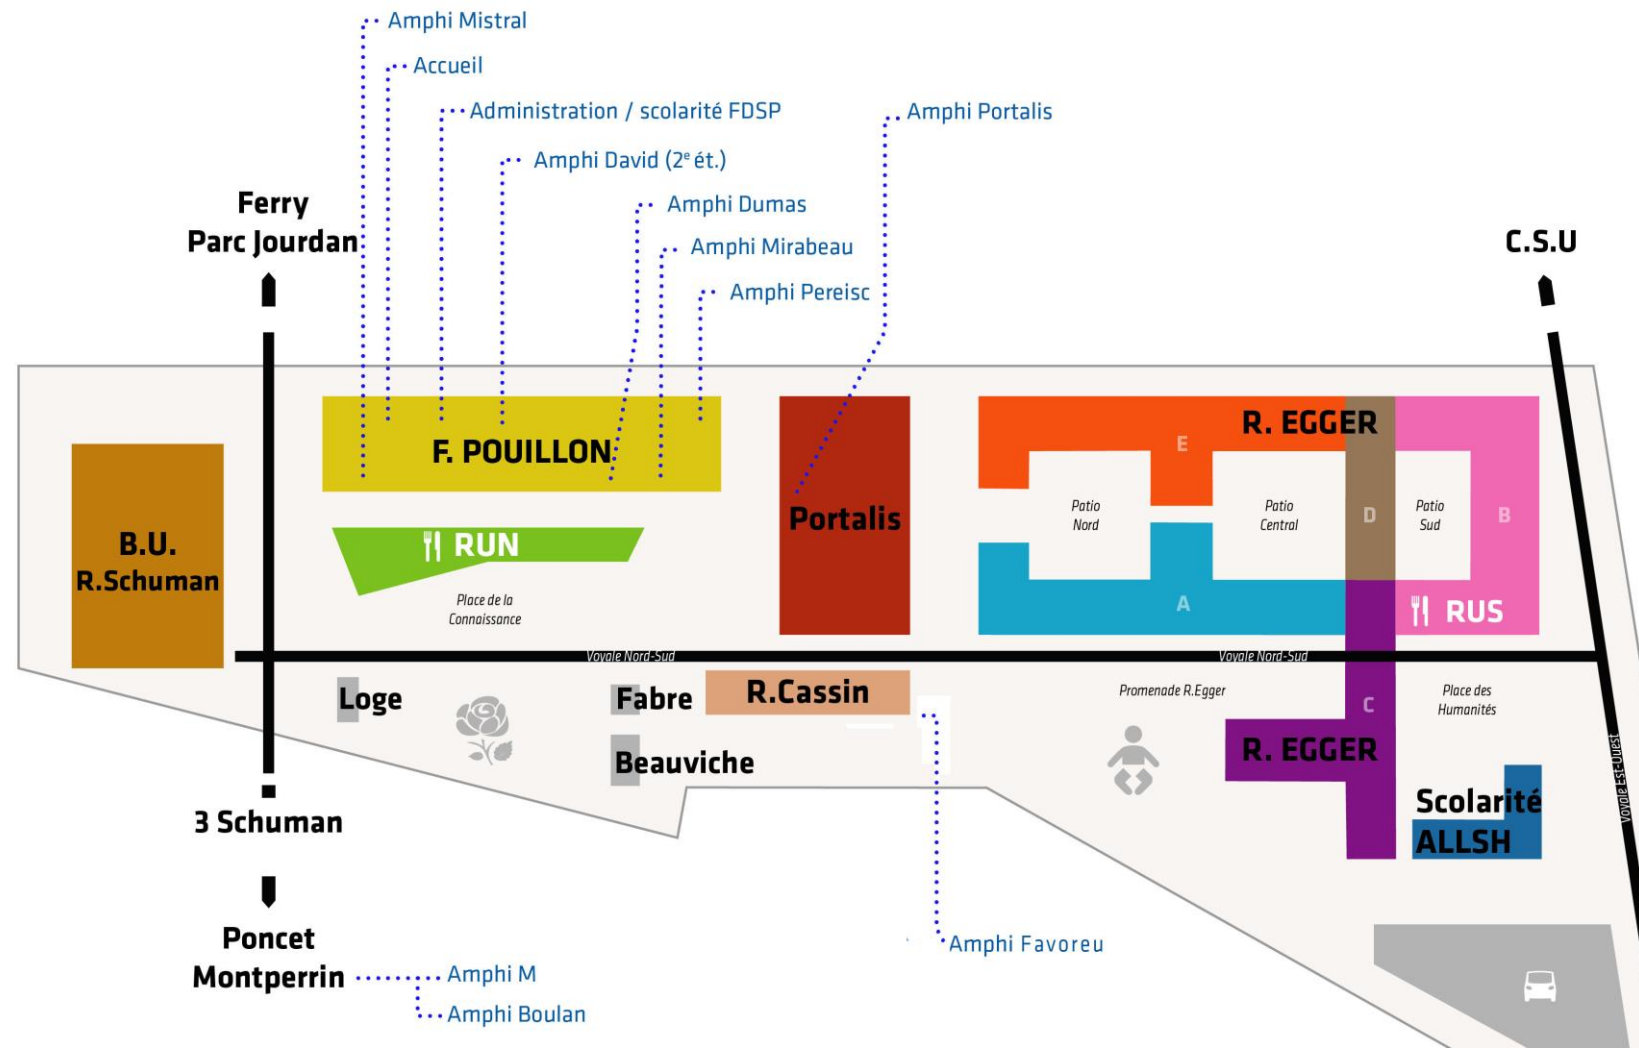 Amphi Mistral
Accueil
Administration / scolarité FDSP
Amphi Portalis
Amphi David (2e ét.)
Amphi Dumas
Ferry
Parc Jourdan
Amphi Mirabeau
C.S.U
Amphi Pereisc
F. POUILLON
R. EGGER
E
Portalis
Patio
Nord
Patio
Central
D
Patio
Sud
B
B.U.
R.Schuman
RUN
Place de la
Connaissance
A
RUS
Voyale Nord-Sud
Voyale Nord-Sud
Loge
Fabre
R.Cassin
Promenade R.Egger
C
Place des
Humanités
Beauviche
R. EGGER
Voyale Est-Ouest
3 Schuman
Scolarité
ALLSH
Poncet
Montperrin
Amphi M
Amphi Boulan
Amphi Favoreu